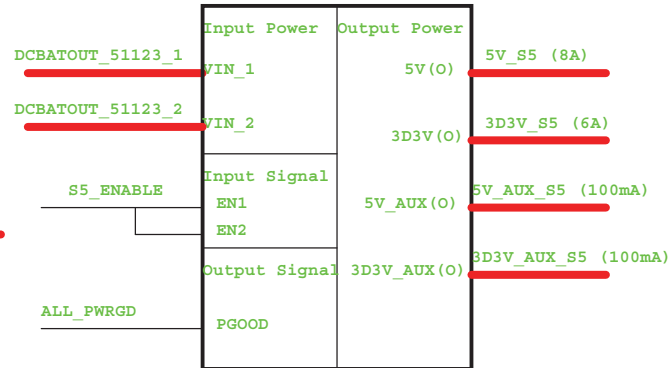 Input Power
Output Power
DCBATOUT_51123_1
VIN_1
5V(O)
5V_S5 (8A)
DCBATOUT_51123_2
VIN_2
3D3V(O)
3D3V_S5 (6A)
Input Signal
S5_ENABLE
EN1
5V_AUX(O)
5V_AUX_S5 (100mA)
EN2
Output Signal
3D3V_AUX(O)
3D3V_AUX_S5 (100mA)
ALL_PWRGD
PGOOD